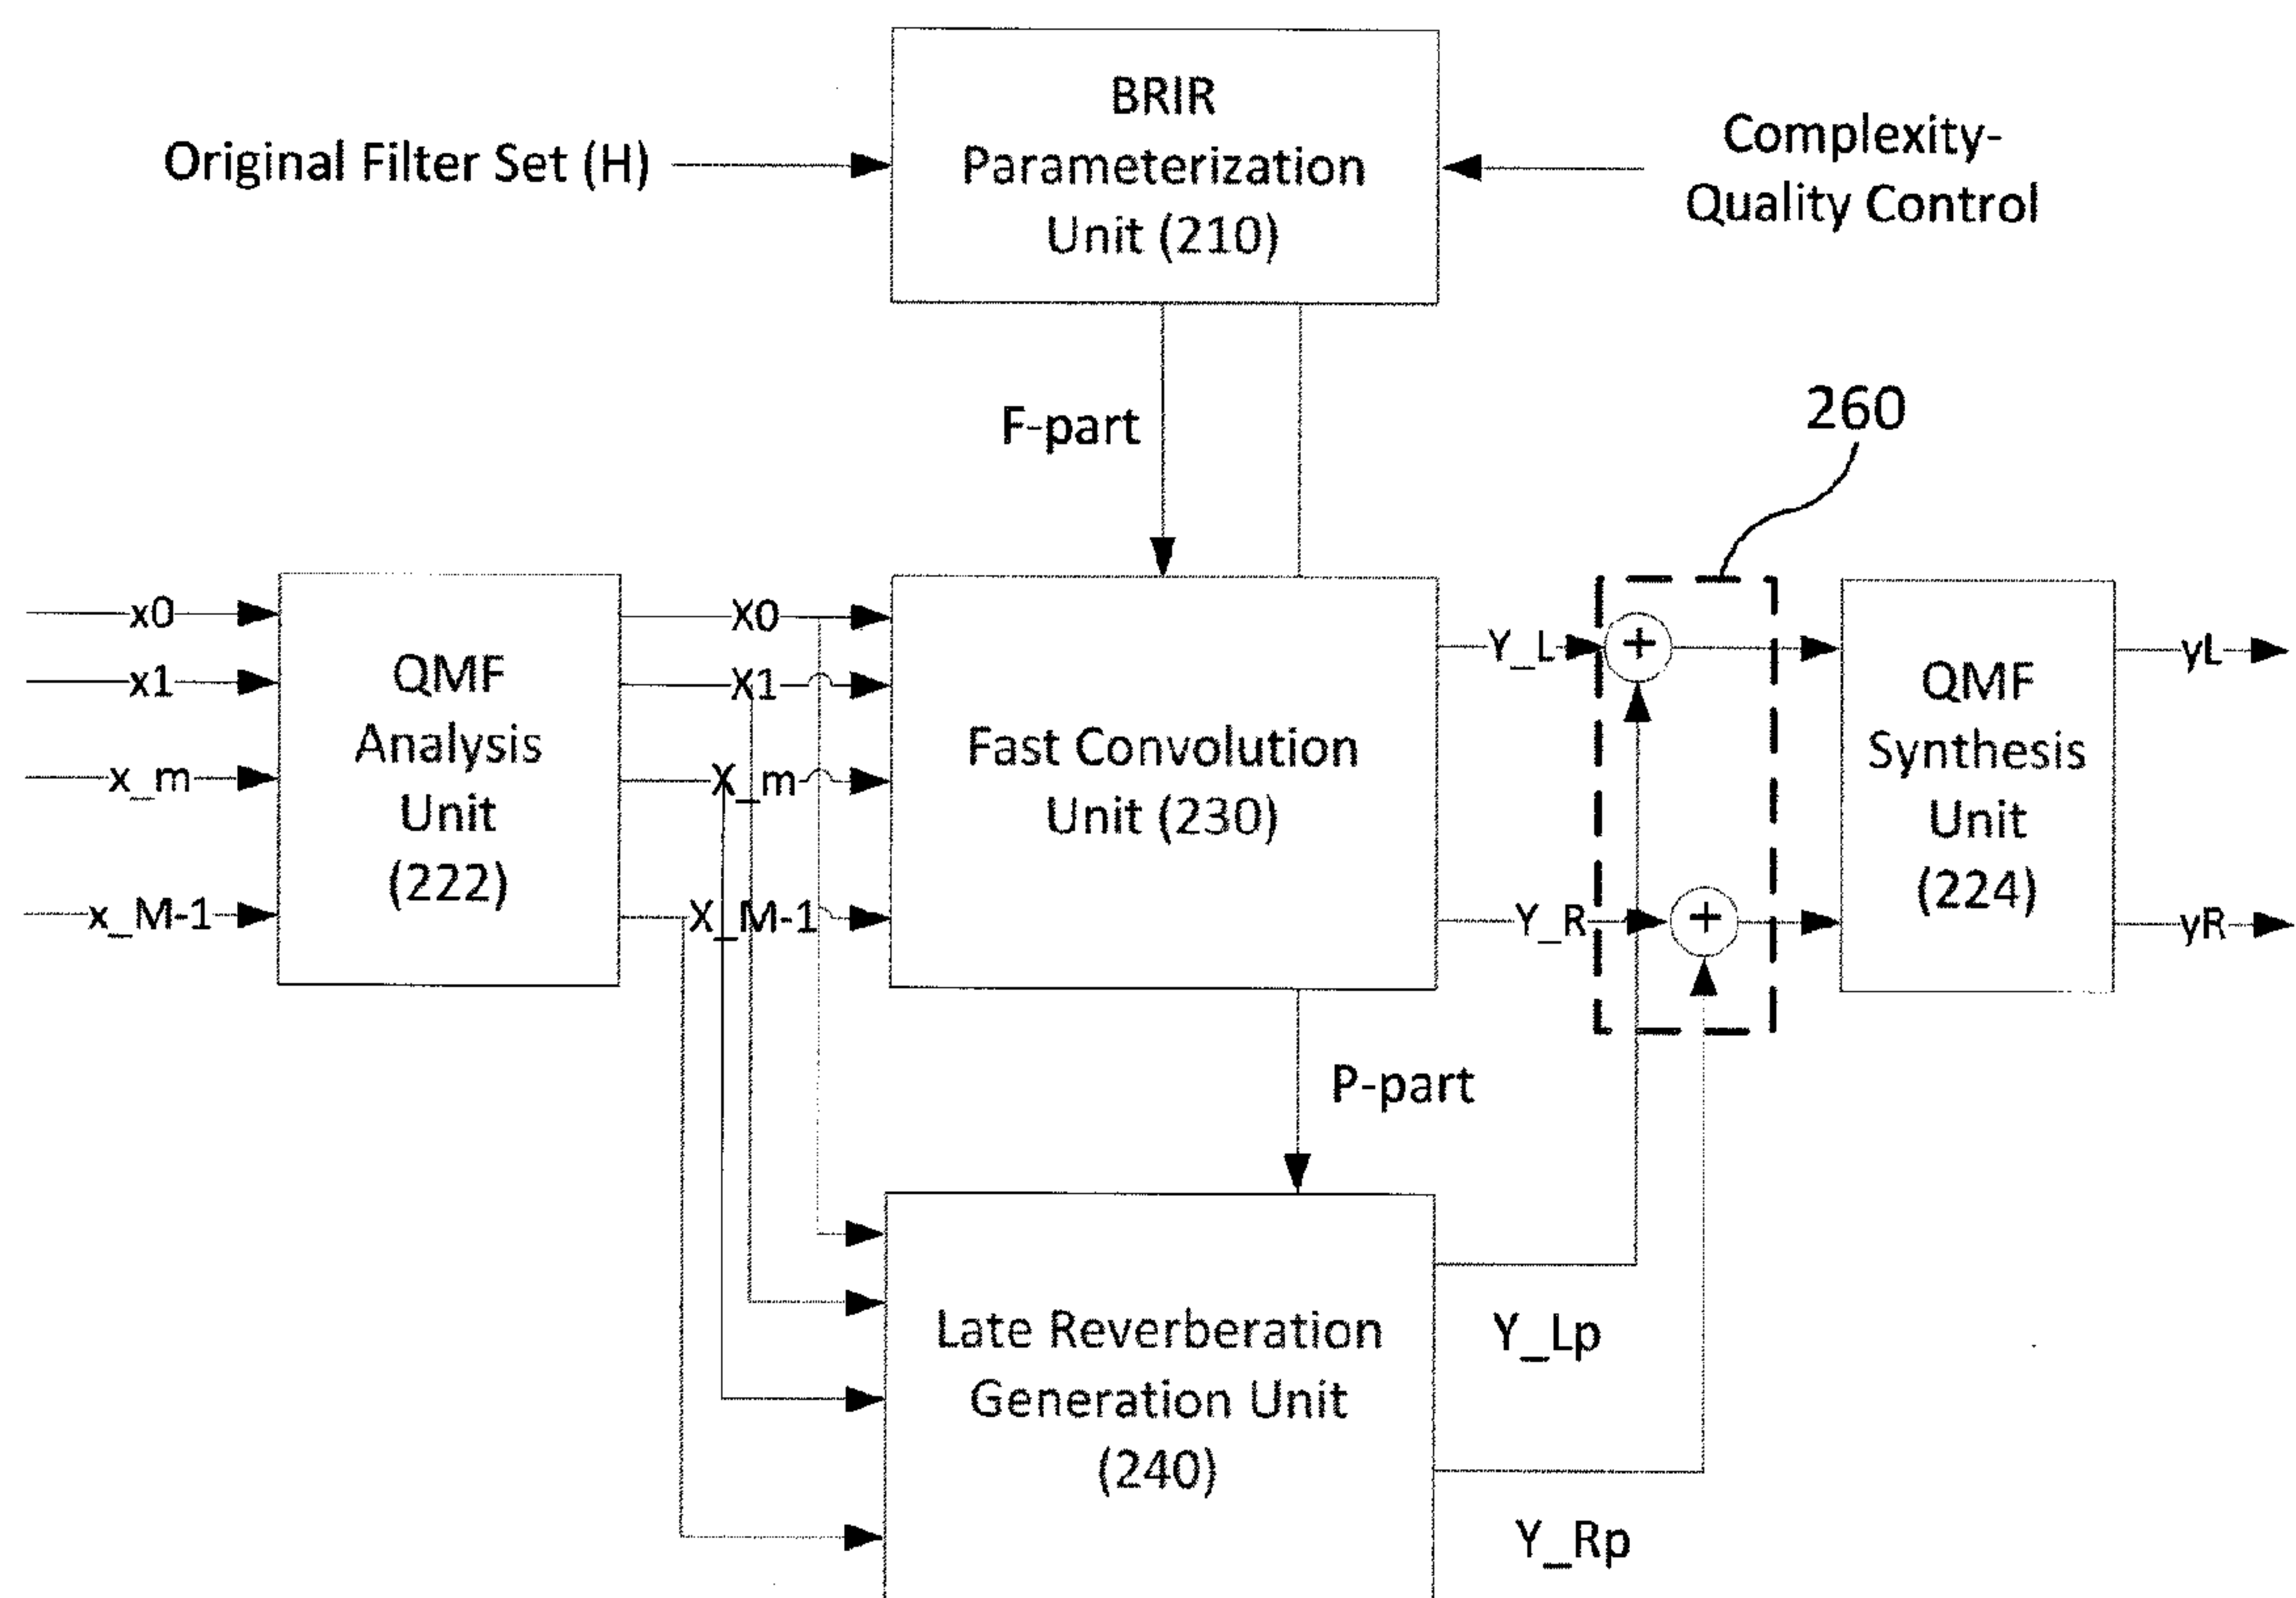 BRIR
Parameterization
Unit (210)
Original Filter Set (H)
Complexity-
Quality Control
F-part
260
x0
x1
x_m
x_M-1
QMF
Analysis
Unit
(222)
X0
X1
X_m
X_M-1
Fast Convolution
Unit (230)
Y_L
Y_R
+
+
QMF
Synthesis
Unit
(224)
yL
yR
P-part
Late Reverberation
Generation Unit
(240)
Y_Lp
Y_Rp